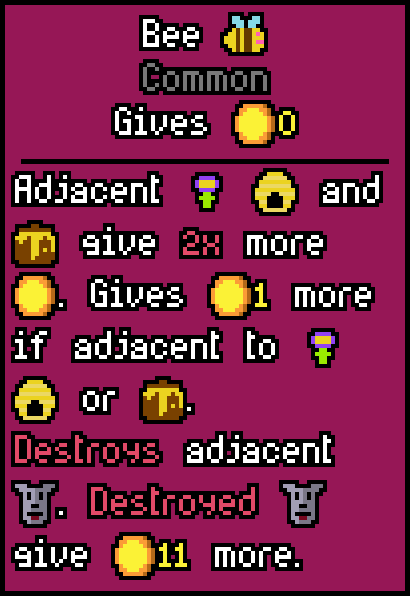 Bee
Common
Gives 0
Adjacent and
give 2x more
. Gives 1 more
if adjacent to
or .
Destroys adjacent
. Destroyed
give 11 more.